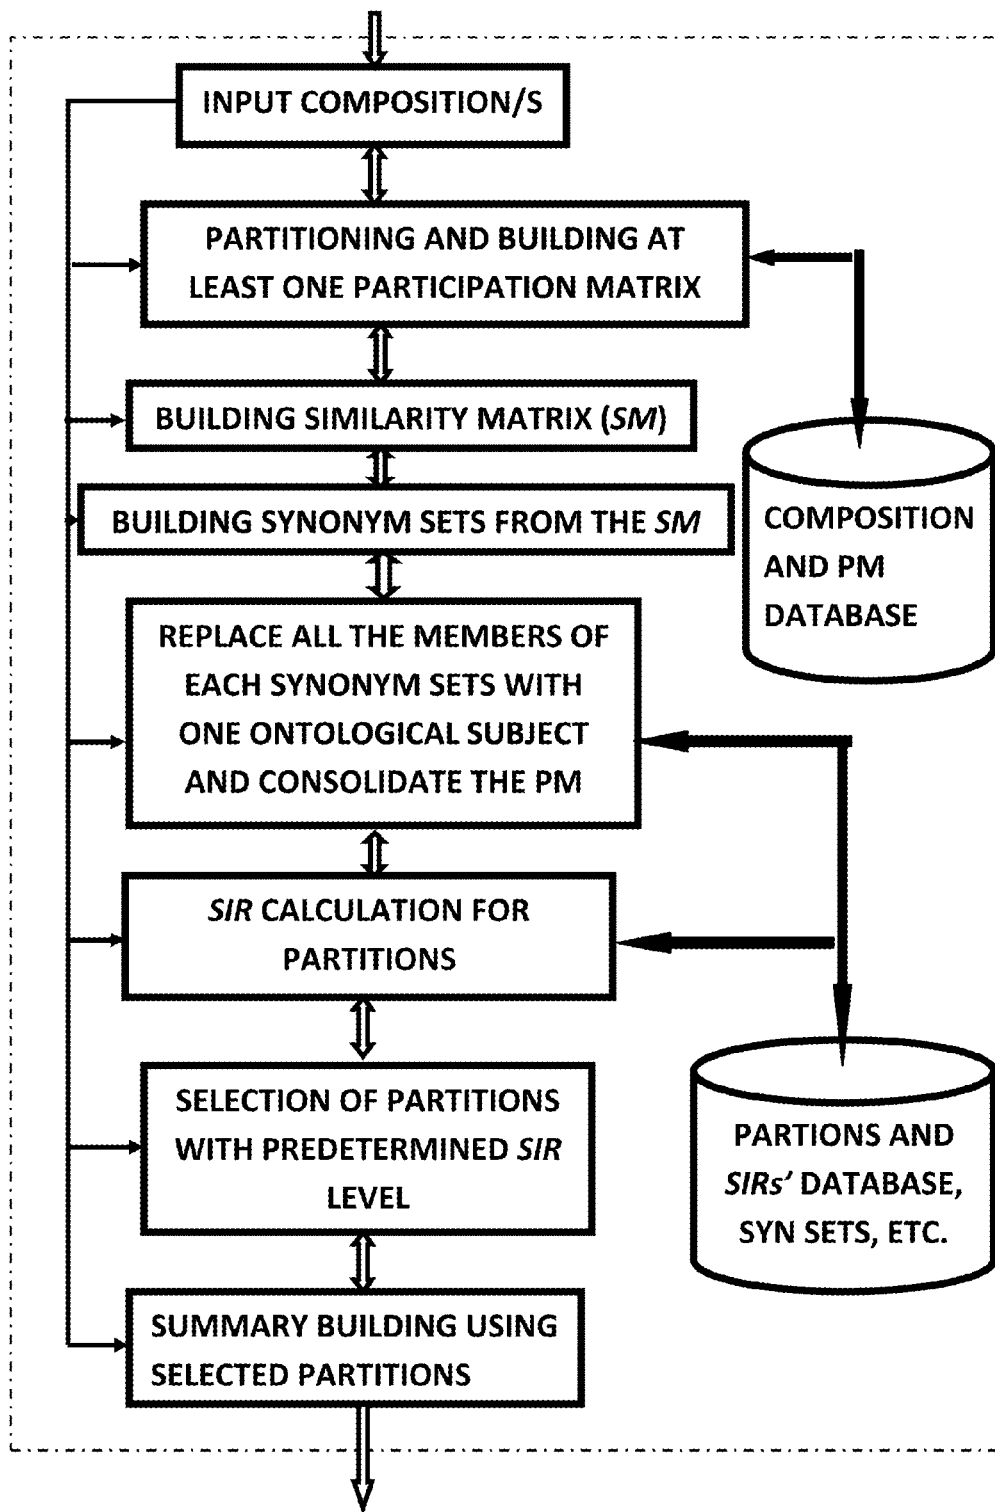 INPUT COMPOSITION/S
PARTITIONING AND BUILDING AT
LEAST ONE PARTICIPATION MATRIX
BUILDING SIMILARITY MATRIX (SM)
BUILDING SYNONYM SETS FROM THE SM
COMPOSITION
AND PM
DATABASE
REPLACE ALL THE MEMBERS OF
EACH SYNONYM SETS WITH
ONE ONTOLOGICAL SUBJECT
AND CONSOLIDATE THE PM
SIR CALCULATION FOR
PARTITIONS
SELECTION OF PARTITIONS
WITH PREDETERMINED SIR
LEVEL
PARTIONS AND
SIRs’ DATABASE,
SYN SETS, ETC.
SUMMARY BUILDING USING
SELECTED PARTITIONS